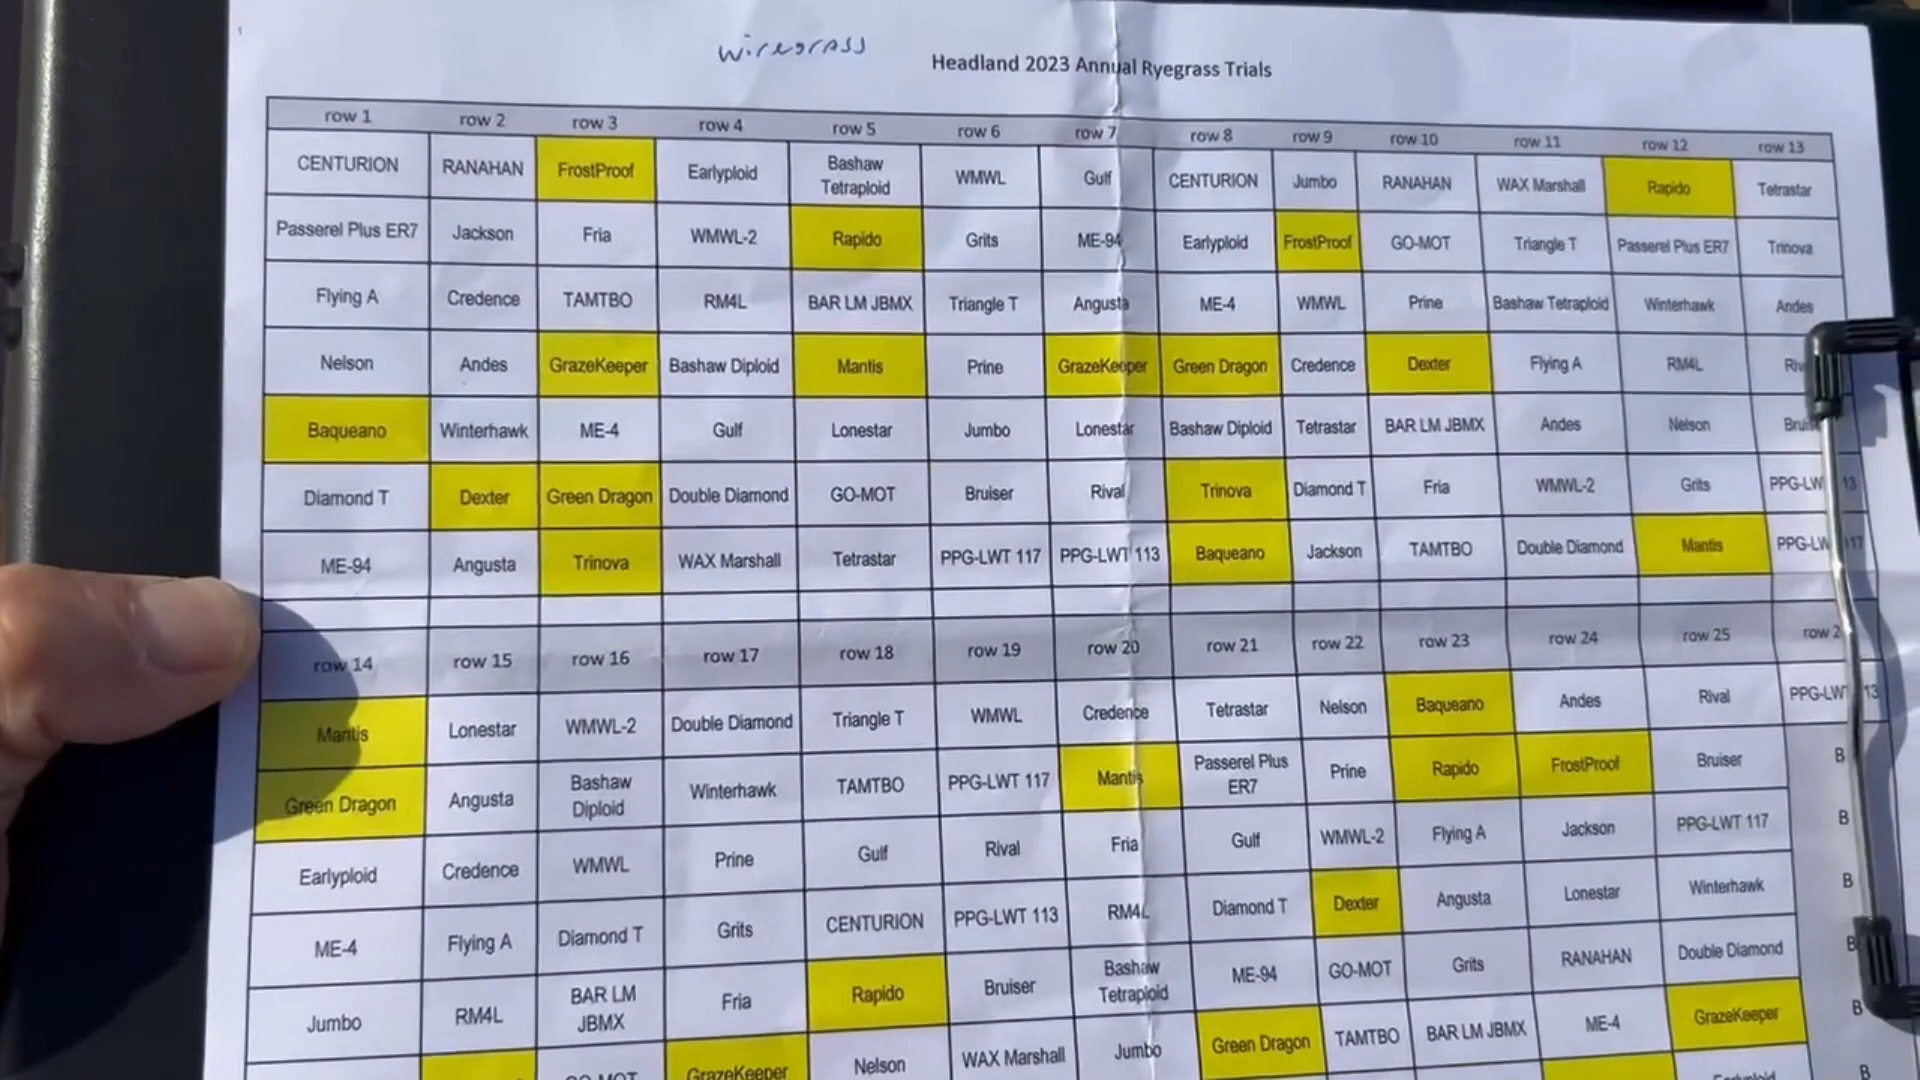 wiregrass
Headland 2023 Annual Ryegrass Trials
row 1 row 2 row 3 row 4 row 5 row 6 row 7 row 8 row 9 row 10 row 11 row 12 row 13
CENTURION RANAHAN FrostProof Earlyploid Bashaw Tetraploid WMWL Gulf CENTURION Jumbo RANAHAN WAX Marshall Rapido Tetrastar
Passerel Plus ER7 Jackson Fria WMWL-2 Rapido Grits ME-94 Earlyploid FrostProof GO-MOT Triangle T Passerel Plus ER7 Trinova
Flying A Credence TAMTBO RM4L BAR LM JBMX Triangle T Angusta ME-4 WMWL Prine Bashaw Tetraploid Winterhawk Andes
Nelson Andes GrazeKeeper Bashaw Diploid Mantis Prine GrazeKeeper Green Dragon Credence Dexter Flying A RM4L
Baqueano Winterhawk ME-4 Gulf Lonestar Jumbo Lonestar Bashaw Diploid Tetrastar BAR LM JBMX Andes Nelson
Diamond T Dexter Green Dragon Double Diamond GO-MOT Bruiser Rival Trinova Diamond T Fria WMWL-2 Grits PPG-LW 13
ME-94 Angusta Trinova WAX Marshall Tetrastar PPG-LWT 117 PPG-LWT 113 Baqueano Jackson TAMTBO Double Diamond Mantis PPG-LW 117
row 14 row 15 row 16 row 17 row 18 row 19 row 20 row 21 row 22 row 23 row 24 row 25 row 2
Mantis Lonestar WMWL-2 Double Diamond Triangle T WMWL Credence Tetrastar Nelson Baqueano Andes Rival PPG-LWT 13
Green Dragon Angusta Bashaw Diploid Winterhawk TAMTBO PPG-LWT 117 Mantis Passerel Plus ER7 Prine Rapido FrostProof Bruiser B
Earlyploid Credence WMWL Prine Gulf Rival Fria Gulf WMWL-2 Flying A Jackson PPG-LWT 117 B
ME-4 Flying A Diamond T Grits CENTURION PPG-LWT 113 RM4L Diamond T Dexter Angusta Lonestar Winterhawk B
Jumbo RM4L BAR LM JBMX Fria Rapido Bruiser Bashaw Tetraploid ME-94 GO-MOT Grits RANAHAN Double Diamond B
GO-MOT GrazeKeeper Nelson WAX Marshall Jumbo Green Dragon TAMTBO BAR LM JBMX ME-4 GrazeKeeper B
Earlyploid B